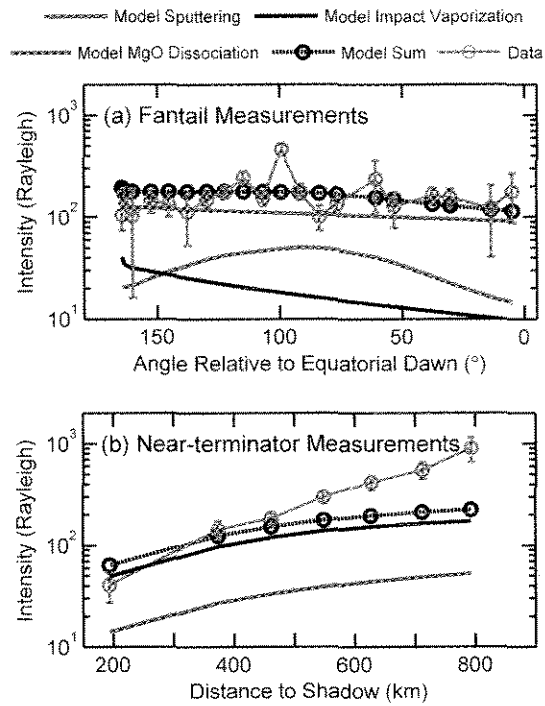 Model Sputtering Model Impact Vaporization
Model MgO Dissociation Model Sum Data
(a) Fantail Measurements
10³
10²
10¹
Intensity (Rayleigh)
150 100 50 0
Angle Relative to Equatorial Dawn (°)
(b) Near-terminator Measurements
10³
10²
10¹
Intensity (Rayleigh)
200 400 600 800
Distance to Shadow (km)